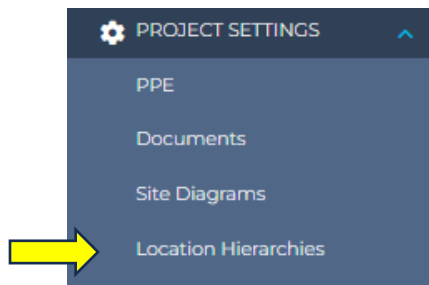 PROJECT SETTINGS
PPE
Documents
Site Diagrams
Location Hierarchies